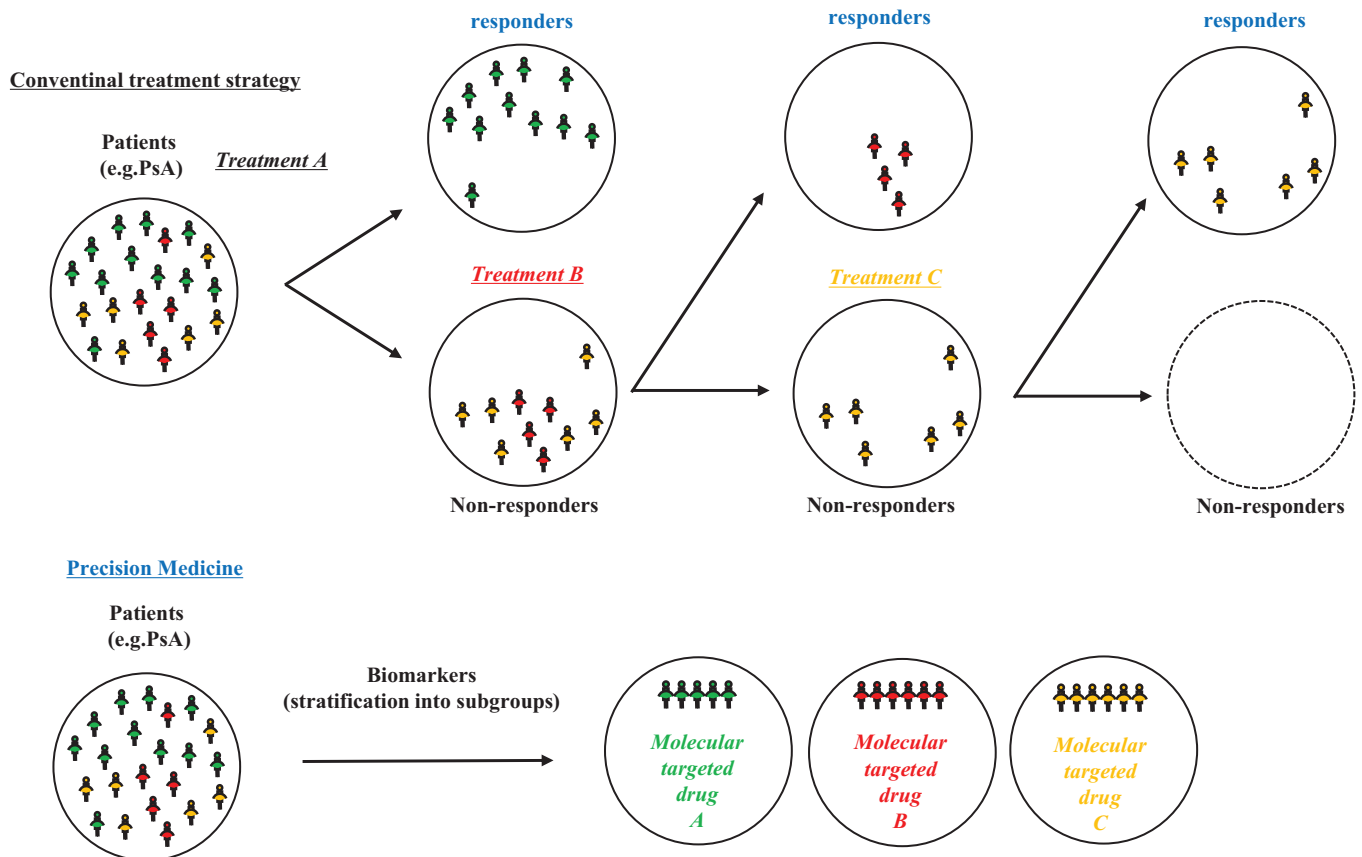 responders
responders
responders
Conventinal treatment strategy
Patients
(e.g.PsA)
Treatment A
Treatment B
Treatment C
Non-responders
Non-responders
Non-responders
Precision Medicine
Patients
(e.g.PsA)
Biomarkers
(stratification into subgroups)
Molecular
targeted
drug
A
Molecular
targeted
drug
B
Molecular
targeted
drug
C